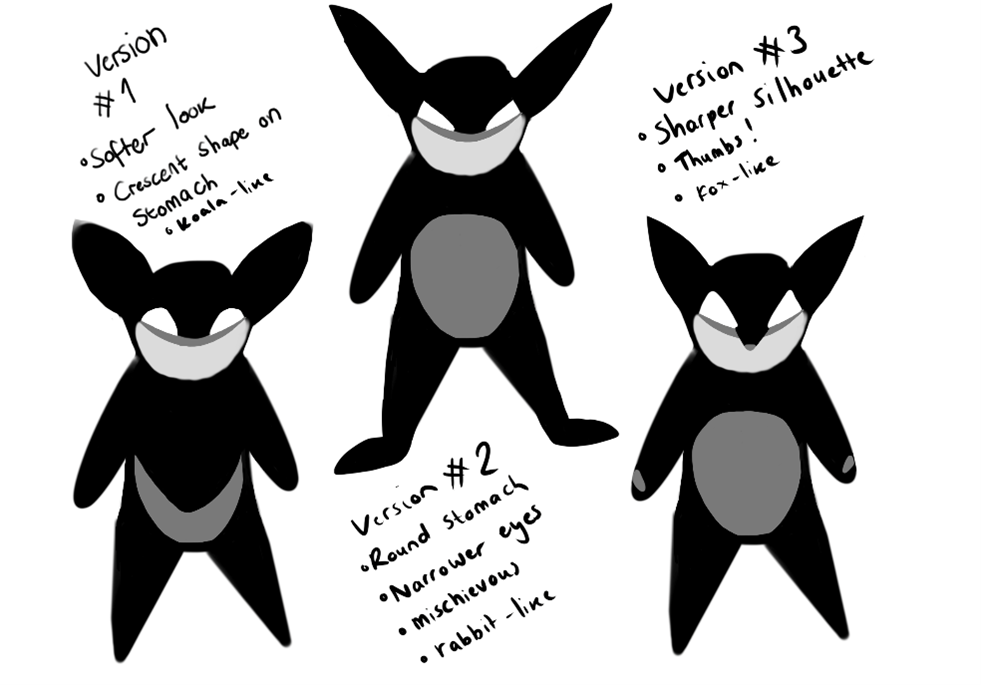 Version
#1
•Softer look
• Crescent shape on
stomach
• Koala-like
Version #2
•Round stomach
•Narrower eyes
• mischievous
• rabbit-like
Version #3
• Sharper silhouette
• Thumbs!
• Fox-like